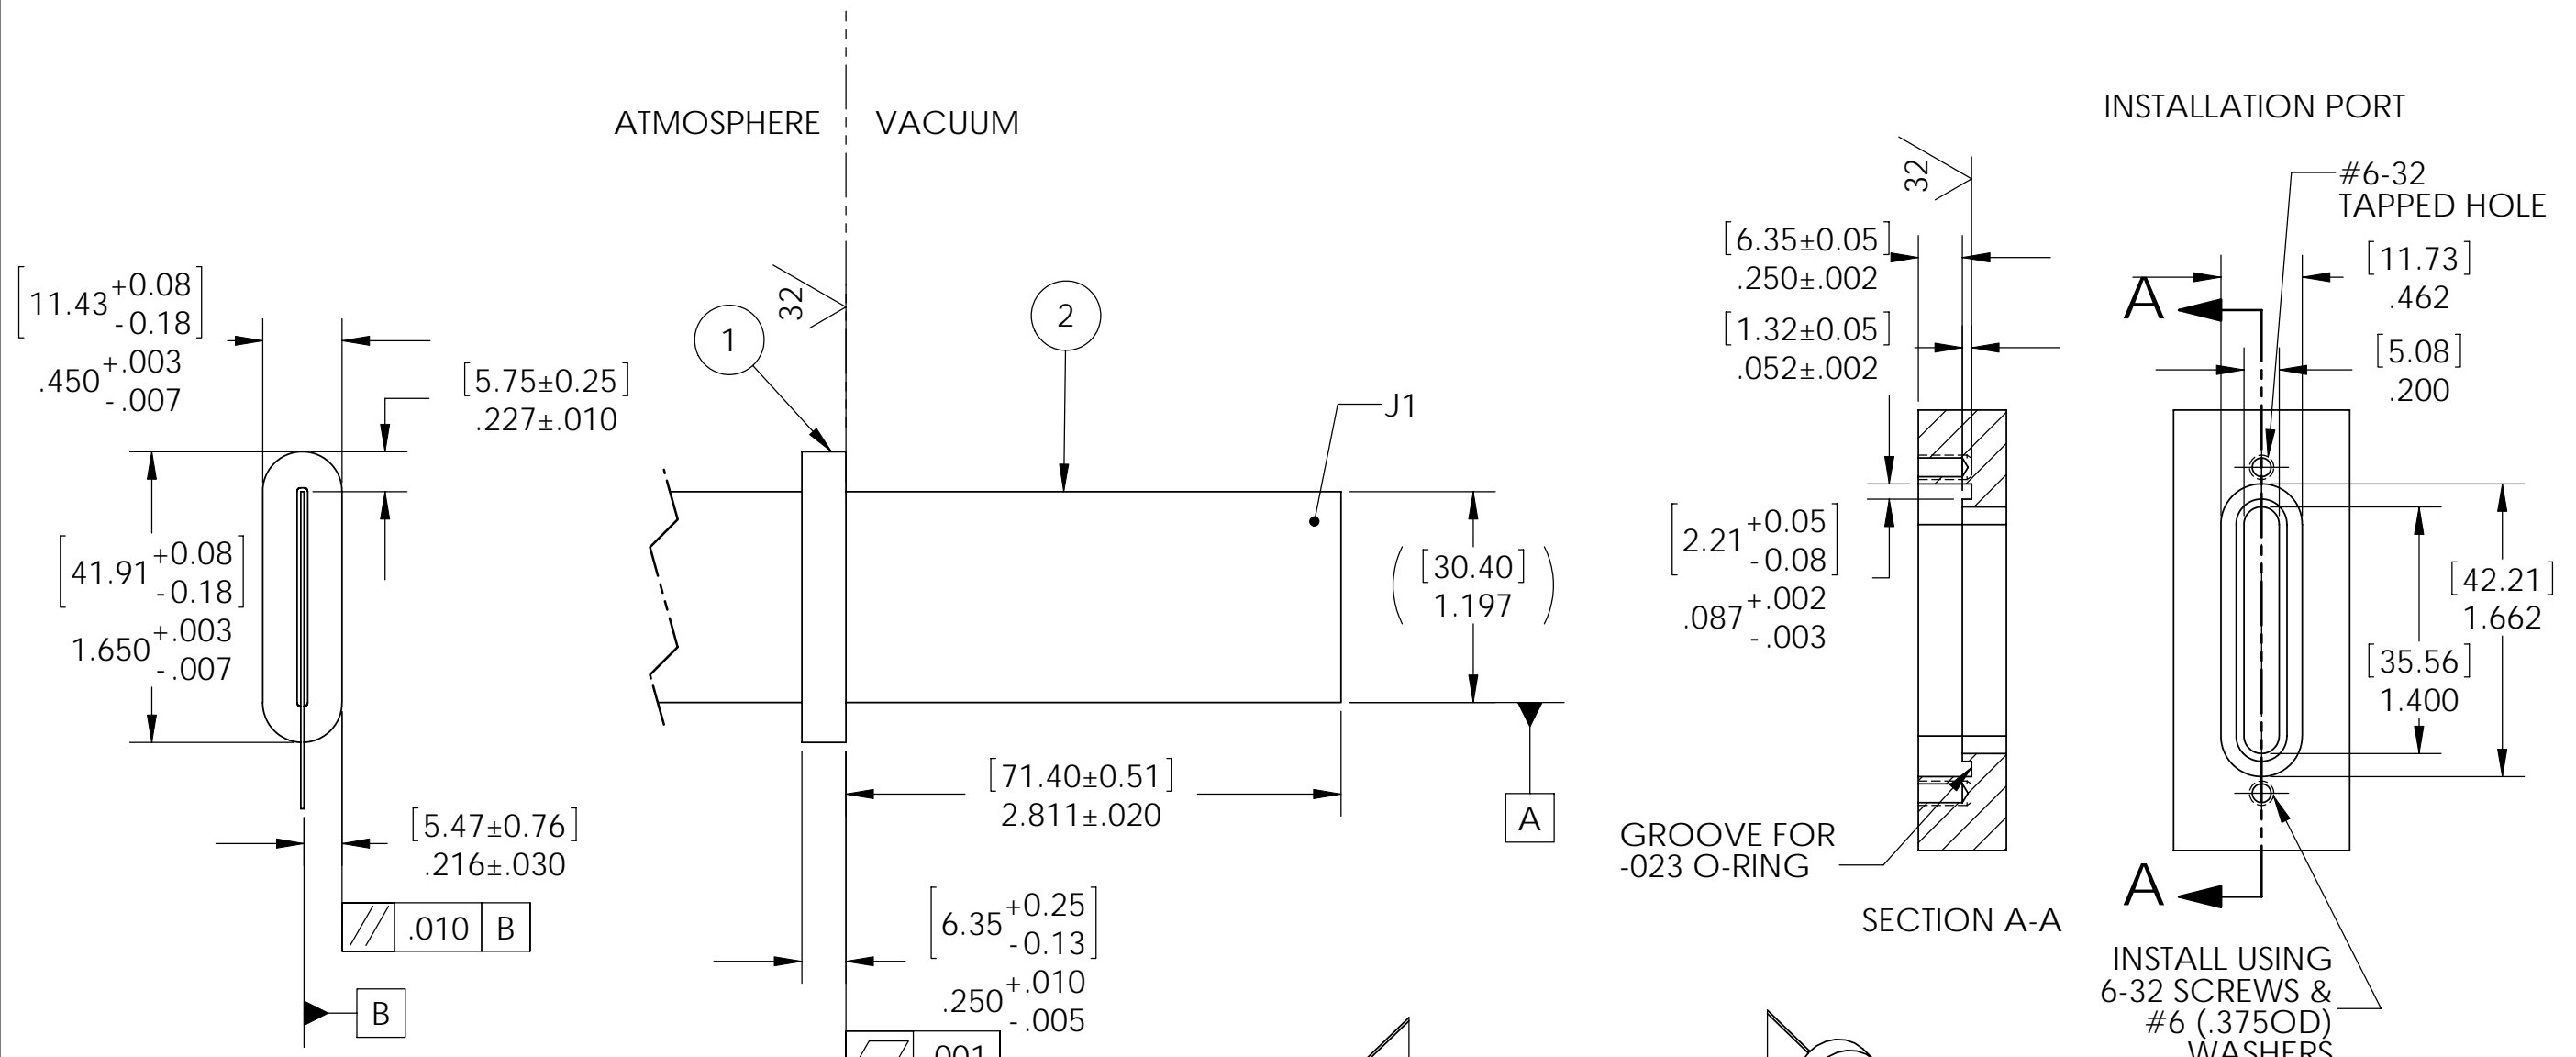 ATMOSPHERE
VACUUM
INSTALLATION PORT
#6-32
TAPPED HOLE
32
32
[11.43 +0.08 -0.18]
.450 +.003 -.007
[5.75±0.25]
.227±.010
1
2
J1
[6.35±0.05]
.250±.002
[1.32±0.05]
.052±.002
[11.73]
.462
A
[5.08]
.200
[41.91 +0.08 -0.18]
1.650 +.003 -.007
([30.40]
1.197)
[2.21 +0.05 -0.08]
.087 +.002 -.003
[42.21]
1.662
[35.56]
1.400
[71.40±0.51]
2.811±.020
A
[5.47±0.76]
.216±.030
GROOVE FOR
-023 O-RING
A
SECTION A-A
.010 B
B
[6.35 +0.25 -0.13]
.250 +.010 -.005
.001
INSTALL USING
6-32 SCREWS &
#6 (.375OD)
WASHERS